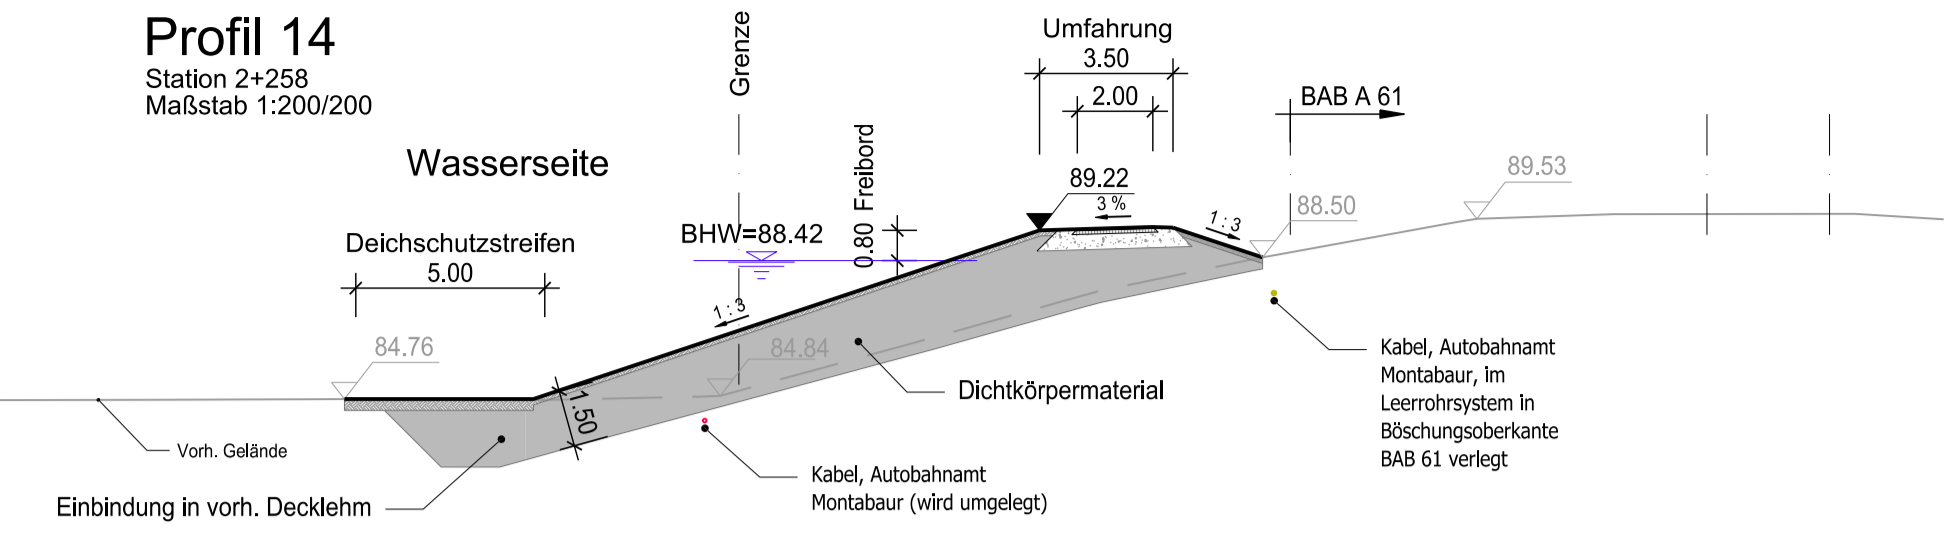 Profil 14
Station 2+258
Maßstab 1:200/200
Wasserseite
Grenze
Umfahrung
3.50
2.00
BAB A 61
89.53
89.22
3 %
1 : 3
88.50
0.80 Freibord
BHW=88.42
Deichschutzstreifen
5.00
1 : 3
84.76
84.84
1.50
Dichtkörpermaterial
Vorh. Gelände
Einbindung in vorh. Decklehm
Kabel, Autobahnamt
Montabaur (wird umgelegt)
Kabel, Autobahnamt
Montabaur, im
Leerrohrsystem in
Böschungsoberkante
BAB 61 verlegt